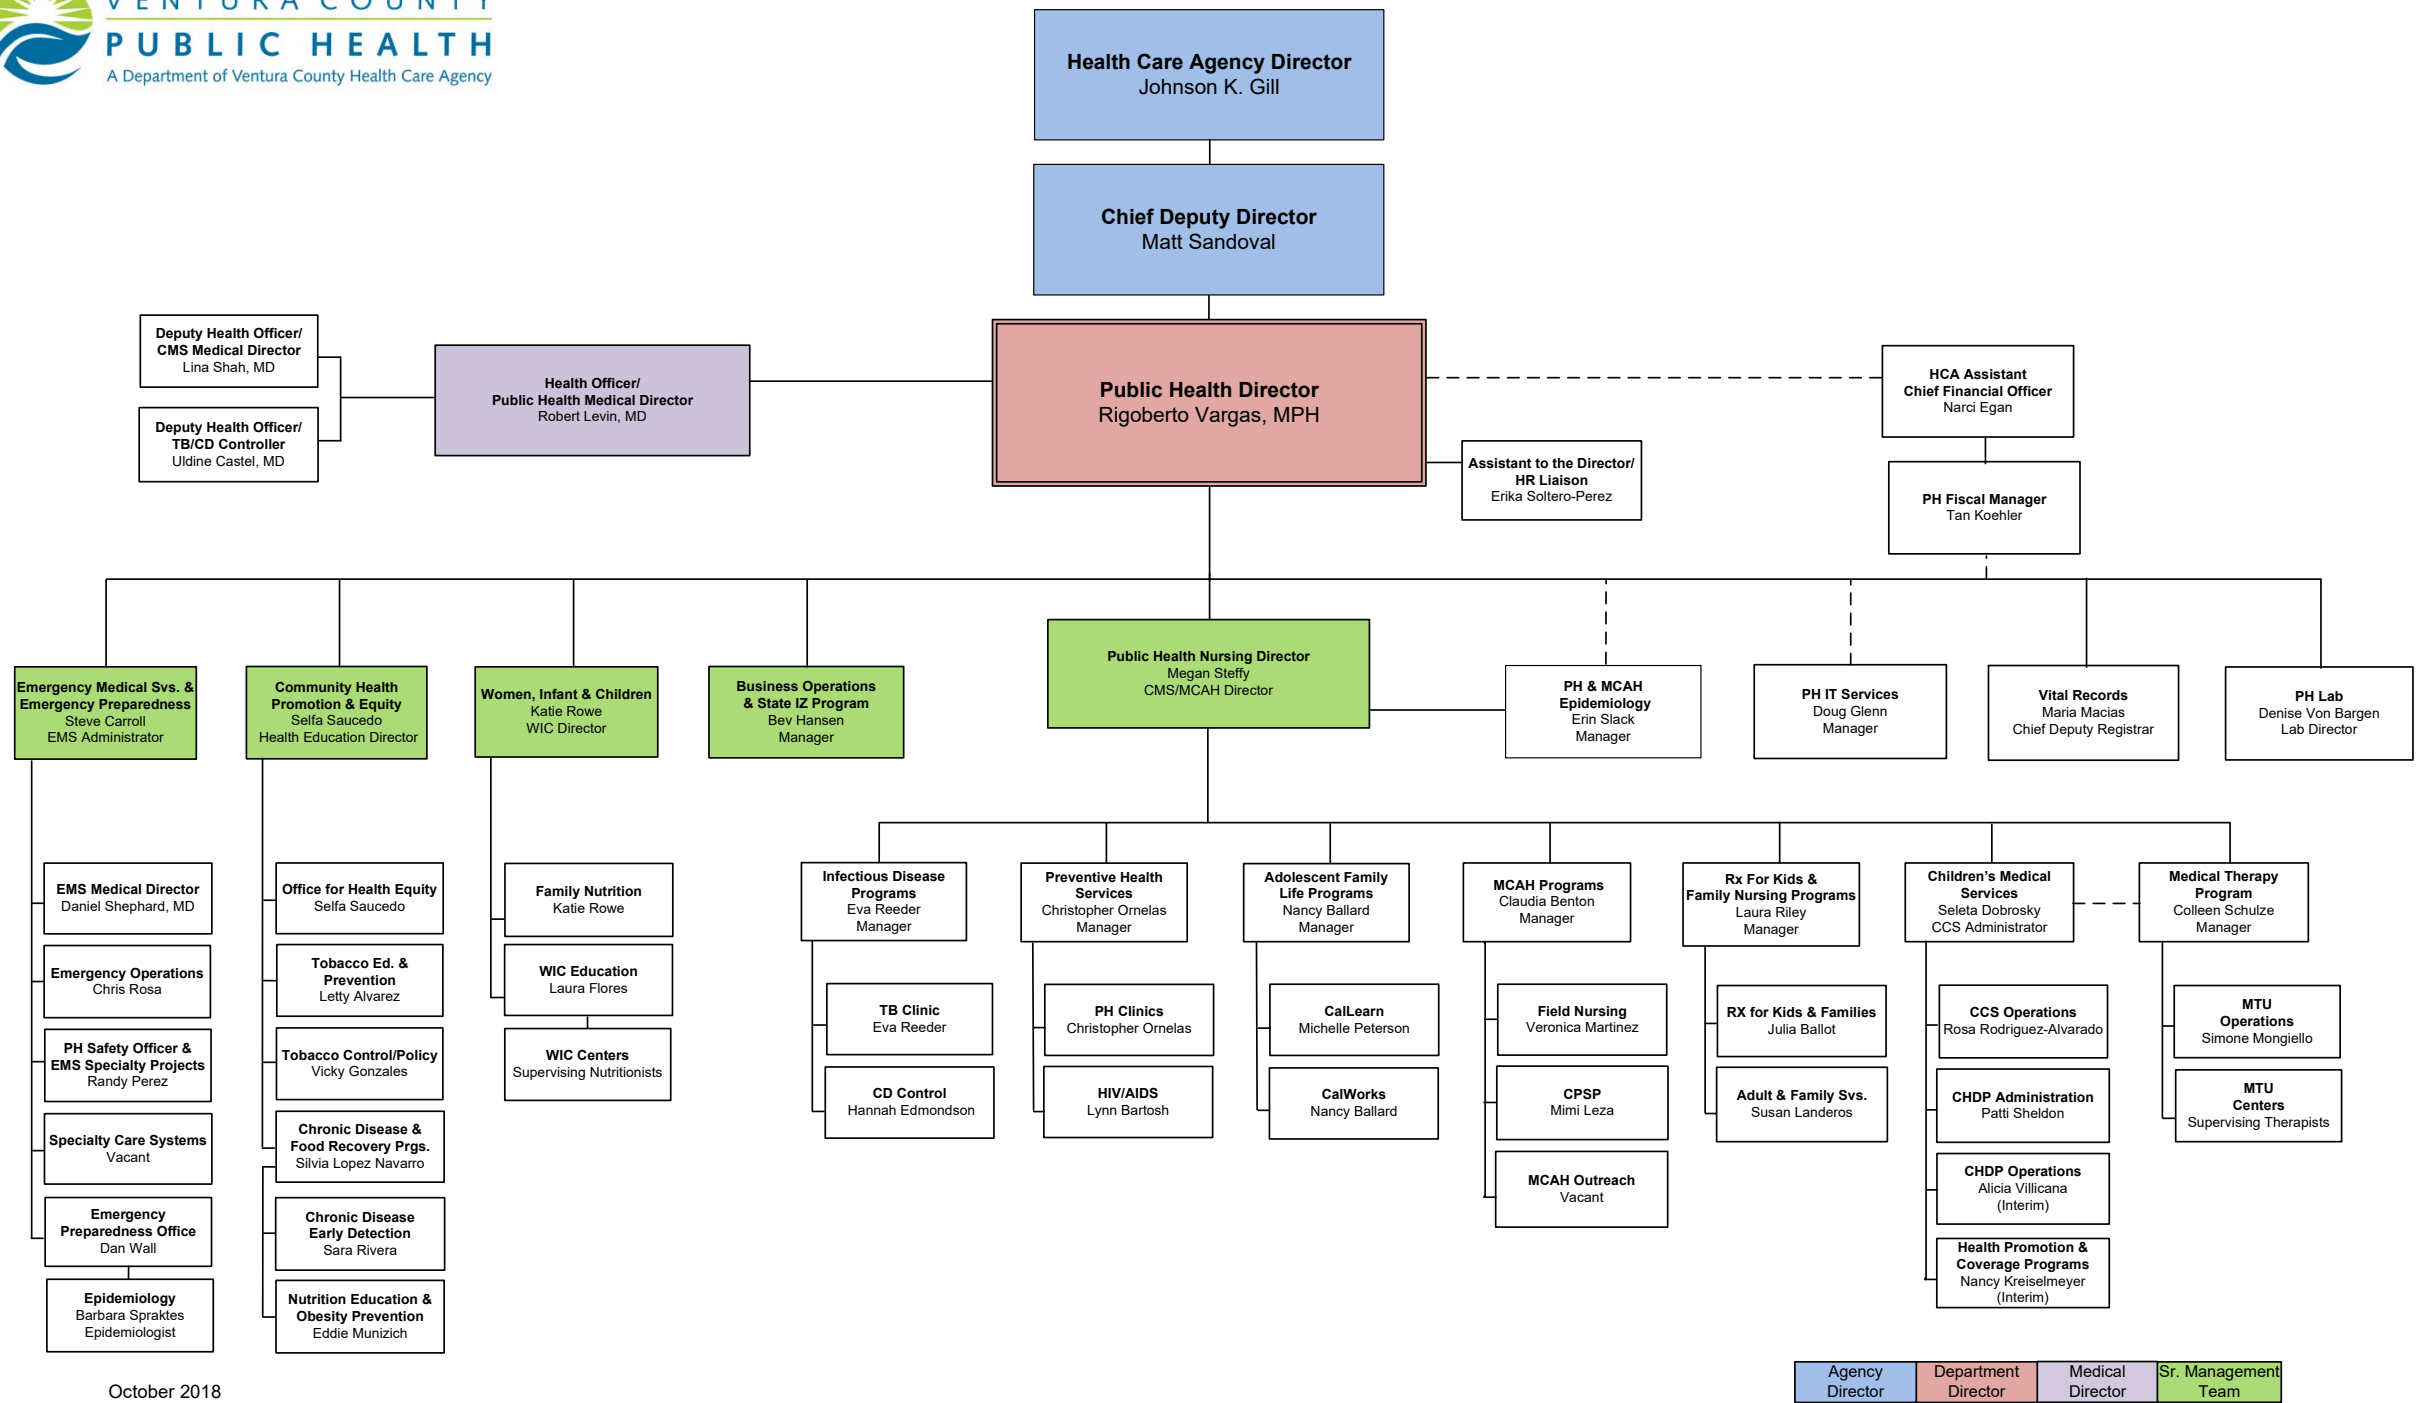 VENTURA COUNTY
PUBLIC HEALTH
A Department of Ventura County Health Care Agency
Health Care Agency Director
Johnson K. Gill
Chief Deputy Director
Matt Sandoval
Deputy Health Officer/
CMS Medical Director
Lina Shah, MD
Deputy Health Officer/
TB/CD Controller
Uldine Castel, MD
Health Officer/
Public Health Medical Director
Robert Levin, MD
Public Health Director
Rigoberto Vargas, MPH
HCA Assistant
Chief Financial Officer
Narci Egan
Assistant to the Director/
HR Liaison
Erika Soltero-Perez
PH Fiscal Manager
Tan Koehler
Emergency Medical Svs. &
Emergency Preparedness
Steve Carroll
EMS Administrator
Community Health
Promotion & Equity
Selfa Saucedo
Health Education Director
Women, Infant & Children
Katie Rowe
WIC Director
Business Operations
& State IZ Program
Bev Hansen
Manager
Public Health Nursing Director
Megan Steffy
CMS/MCAH Director
PH & MCAH
Epidemiology
Erin Slack
Manager
PH IT Services
Doug Glenn
Manager
Vital Records
Maria Macias
Chief Deputy Registrar
PH Lab
Denise Von Bargen
Lab Director
EMS Medical Director
Daniel Shephard, MD
Emergency Operations
Chris Rosa
PH Safety Officer &
EMS Specialty Projects
Randy Perez
Specialty Care Systems
Vacant
Emergency
Preparedness Office
Dan Wall
Epidemiology
Barbara Spraktes
Epidemiologist
Office for Health Equity
Selfa Saucedo
Tobacco Ed. &
Prevention
Letty Alvarez
Tobacco Control/Policy
Vicky Gonzales
Chronic Disease &
Food Recovery Prgs.
Silvia Lopez Navarro
Chronic Disease
Early Detection
Sara Rivera
Nutrition Education &
Obesity Prevention
Eddie Munizich
Family Nutrition
Katie Rowe
WIC Education
Laura Flores
WIC Centers
Supervising Nutritionists
Infectious Disease
Programs
Eva Reeder
Manager
TB Clinic
Eva Reeder
CD Control
Hannah Edmondson
Preventive Health
Services
Christopher Ornelas
Manager
PH Clinics
Christopher Ornelas
HIV/AIDS
Lynn Bartosh
Adolescent Family
Life Programs
Nancy Ballard
Manager
CalLearn
Michelle Peterson
CalWorks
Nancy Ballard
MCAH Programs
Claudia Benton
Manager
Field Nursing
Veronica Martinez
CPSP
Mimi Leza
MCAH Outreach
Vacant
Rx For Kids &
Family Nursing Programs
Laura Riley
Manager
RX for Kids & Families
Julia Ballot
Adult & Family Svs.
Susan Landeros
Children's Medical
Services
Seleta Dobrosky
CCS Administrator
CCS Operations
Rosa Rodriguez-Alvarado
CHDP Administration
Patti Sheldon
CHDP Operations
Alicia Villicana
(Interim)
Health Promotion &
Coverage Programs
Nancy Kreiselmeyer
(Interim)
Medical Therapy
Program
Colleen Schulze
Manager
MTU
Operations
Simone Mongiello
MTU
Centers
Supervising Therapists
October 2018
Agency
Director
Department
Director
Medical
Director
Sr. Management
Team